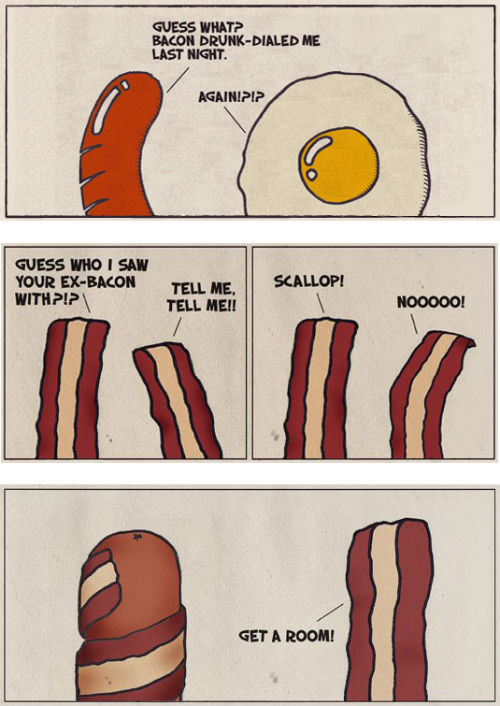 GUESS WHAT?
BACON DRUNK-DIALED ME
LAST NIGHT.
AGAIN!?!?
GUESS WHO I SAW
YOUR EX-BACON
WITH?!?
TELL ME,
TELL ME!!
SCALLOP!
NOOOOO!
GET A ROOM!